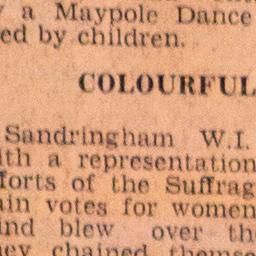 a Maypole Dance
ed by children.
COLOURFUL
Sandringham W.I.
ith a representation
forts of the Suffrag
ain votes for women
ind blew over th
ey chained themse